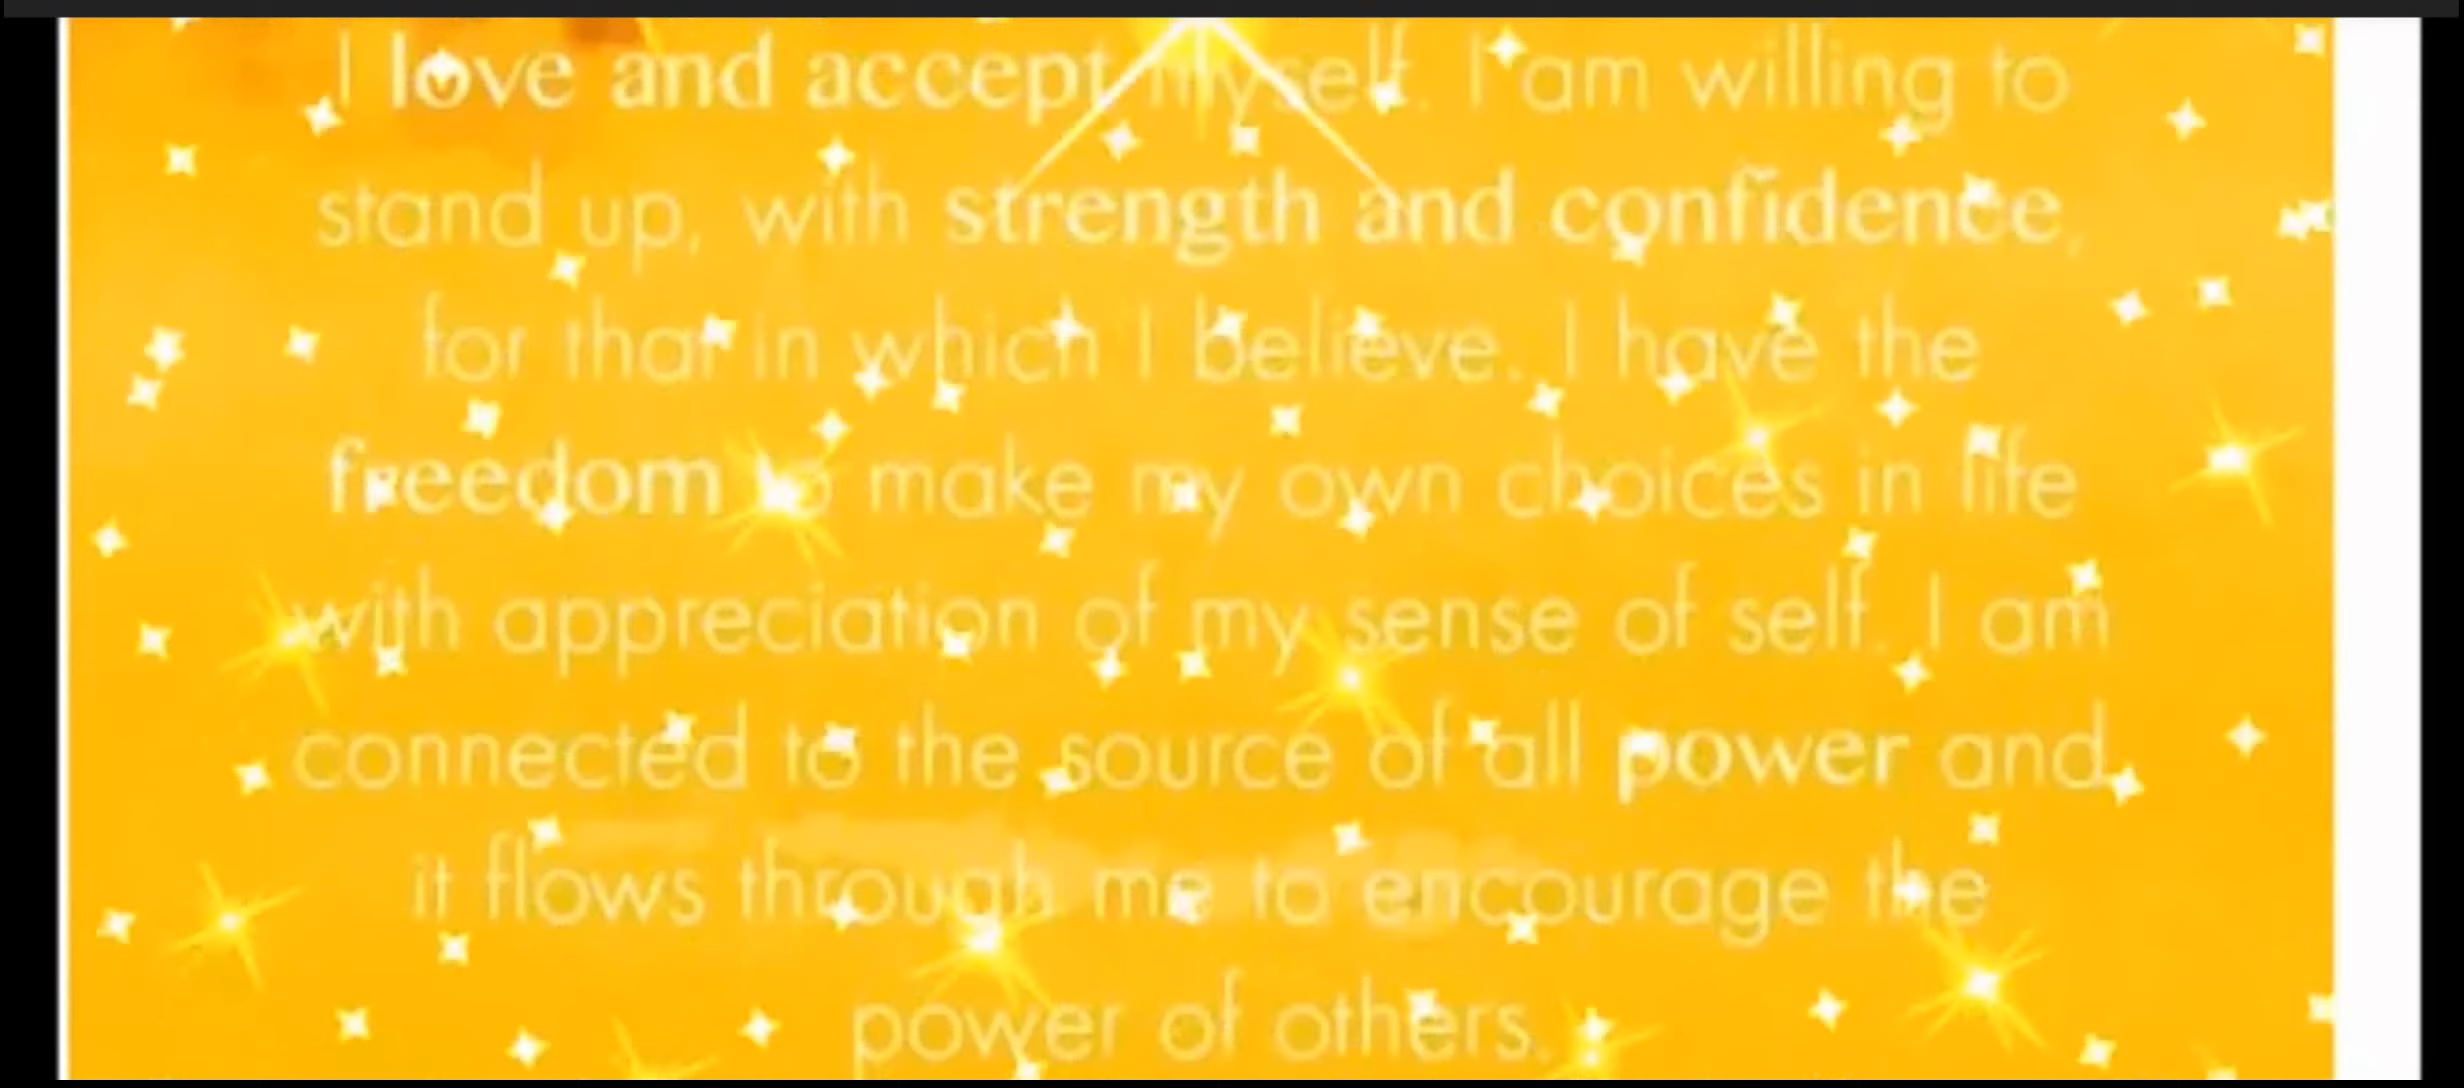 I love and accept myself. I am willing to
stand up, with strength and confidence,
for that in which I believe. I have the
freedom to make my own choices in life
with appreciation of my sense of self. I am
connected to the source of all power and
it flows through me to encourage the
power of others.